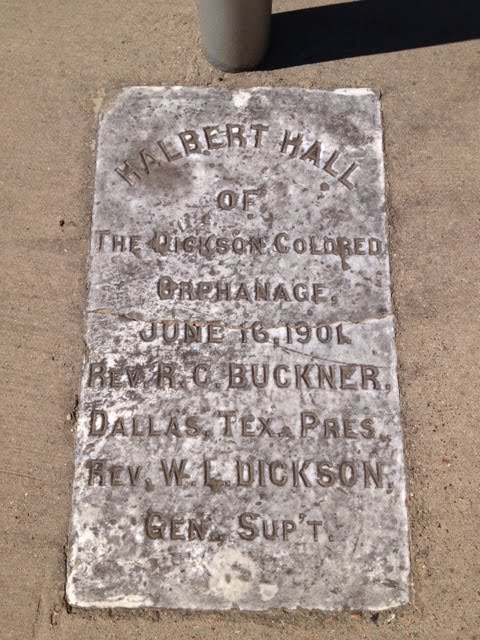 HALBERT HALL
OF
THE DICKSON COLORED
ORPHANAGE.
JUNE 16, 1901.
REV. R. C. BUCKNER,
DALLAS, TEX., PRES.,
REV. W. L. DICKSON,
GEN., SUP'T.